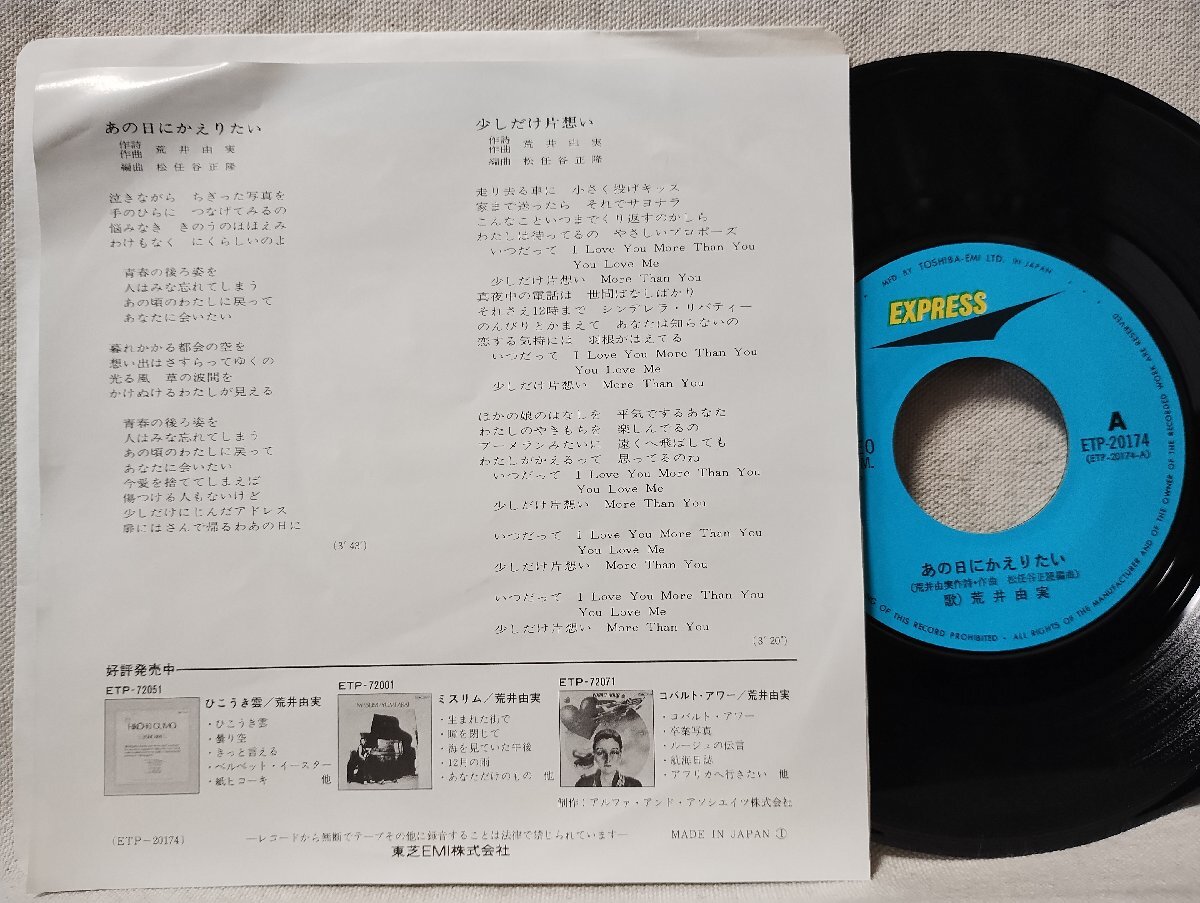 あの日にかえりたい
作詩
作曲 荒井由実
編曲 松任谷正隆
泣きながら ちぎった写真を
手のひらに つなげてみるの
悩みなき きのうのほほえみ
わけもなく にくらしいのよ
青春の後ろ姿を
人はみな忘れてしまう
あの頃のわたしに戻って
あなたに会いたい
暮れかかる都会の空を
想い出はさすらってゆくの
光る風 草の波間を
かけぬけるわたしが見える
青春の後ろ姿を
人はみな忘れてしまう
あの頃のわたしに戻って
あなたに会いたい
今愛を捨ててしまえば
傷つける人もないけど
少しだけにじんだアドレス
扉にはさんで帰るわあの日に
(3'43")
少しだけ片想い
作詩
作曲 荒井由実
編曲 松任谷正隆
走り去る車に 小さく投げキッス
家まで送ったら それでサヨナラ
こんなこといつまでくり返すのかしら
わたしは待ってるの やさしいプロポーズ
いつだって I Love You More Than You
You Love Me
少しだけ片想い More Than You
真夜中の電話は 世間ばなしばかり
それさえ12時まで シンデレラ・リバティー
のんびりとかまえて あなたは知らないの
恋する気持には 羽根がはえてる
いつだって I Love You More Than You
You Love Me
少しだけ片想い More Than You
ほかの娘のはなしを 平気でするあなた
わたしのやきもちを 楽しんでるの
ブーメランみたいに 遠くへ飛ばしても
わたしがかえるって 思ってるのね
いつだって I Love You More Than You
You Love Me
少しだけ片想い More Than You
いつだって I Love You More Than You
You Love Me
少しだけ片想い More Than You
いつだって I Love You More Than You
You Love Me
少しだけ片想い More Than You
(3'20")
好評発売中
ETP-72051
HIKO-KI GUMO
ひこうき雲/荒井由実
・ひこうき雲
・曇り空
・きっと言える
・ベルベット・イースター
・紙ヒコーキ 他
ETP-72001
MISSLIM/YUMI ARAI
ミスリム/荒井由実
・生まれた街で
・瞳を閉じて
・海を見ていた午後
・12月の雨
・あなただけのもの 他
ETP-72071
コバルト・アワー/荒井由実
・コバルト・アワー
・卒業写真
・ルージュの伝言
・航海日誌
・アフリカへ行きたい 他
制作:アルファ・アンド・アソシエイツ株式会社
(ETP-20174)
—レコードから無断でテープその他に録音することは法律で禁じられています—
MADE IN JAPAN ①
東芝EMI株式会社
MFD. BY TOSHIBA-EMI LTD. IN JAPAN
EXPRESS
A
ETP-20174
(ETP-20174-A)
あの日にかえりたい
(荒井由実作詩・作曲 松任谷正隆編曲)
歌) 荒井由実
OF THIS RECORD PROHIBITED · ALL RIGHTS OF THE MANUFACTURER AND OF THE OWNER OF THE RECORDED WORK ARE RESERVED